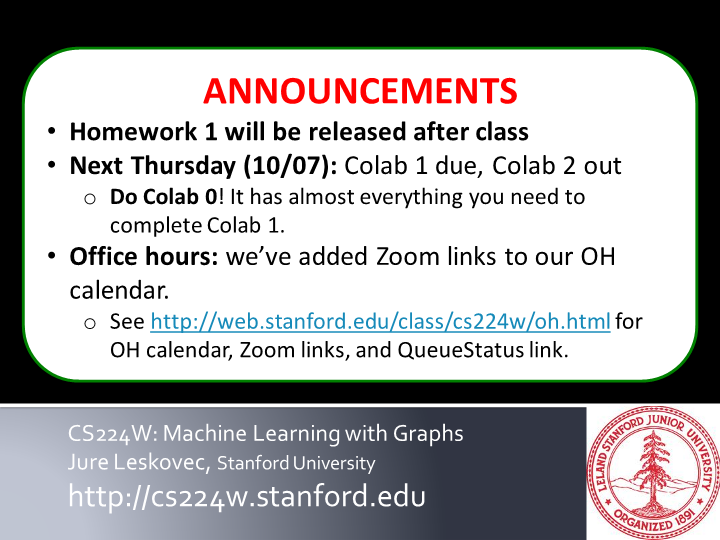 ANNOUNCEMENTS
• Homework 1 will be released after class
• Next Thursday (10/07): Colab 1 due, Colab 2 out
o Do Colab 0! It has almost everything you need to
complete Colab 1.
• Office hours: we've added Zoom links to our OH
calendar.
o See http://web.stanford.edu/class/cs224w/oh.html for
OH calendar, Zoom links, and QueueStatus link.
CS224W: Machine Learning with Graphs
Jure Leskovec, Stanford University
http://cs224w.stanford.edu
LELAND STANFORD JUNIOR UNIVERSITY
ORGANIZED 1891